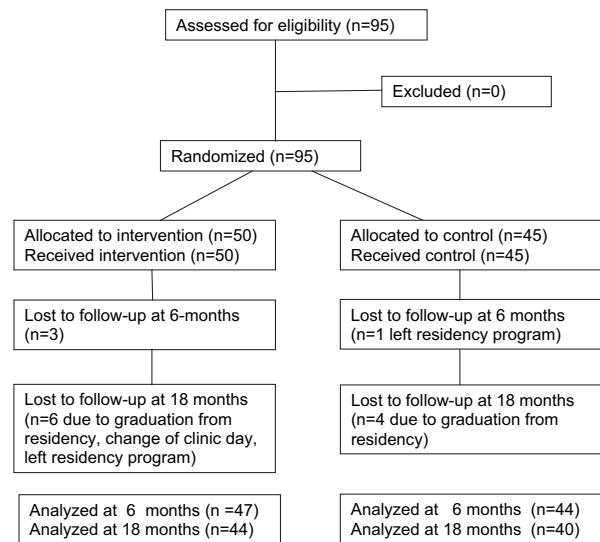 Assessed for eligibility (n=95)
Excluded (n=0)
Randomized (n=95)
Allocated to intervention (n=50)
Received intervention (n=50)
Allocated to control (n=45)
Received control (n=45)
Lost to follow-up at 6-months
(n=3)
Lost to follow-up at 6 months
(n=1 left residency program)
Lost to follow-up at 18 months
(n=6 due to graduation from
residency, change of clinic day,
left residency program)
Lost to follow-up at 18 months
(n=4 due to graduation from
residency)
Analyzed at 6 months (n =47)
Analyzed at 18 months (n=44)
Analyzed at 6 months (n=44)
Analyzed at 18 months (n=40)